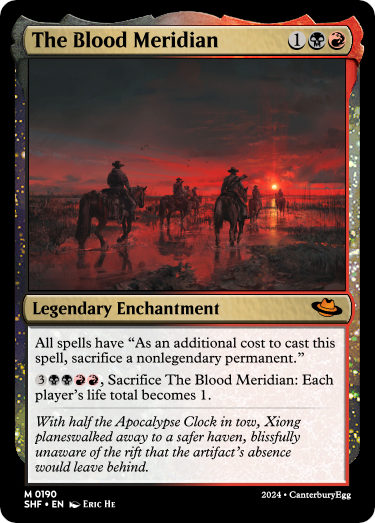 The Blood Meridian 1
Legendary Enchantment
All spells have “As an additional cost to cast this
spell, sacrifice a nonlegendary permanent.”
3, Sacrifice The Blood Meridian: Each
player’s life total becomes 1.
With half the Apocalypse Clock in tow, Xiong
planeswalked away to a safer haven, blissfully
unaware of the rift that the artifact’s absence
would leave behind.
M 0190
SHF • EN Eric He
2024 • CanterburyEgg